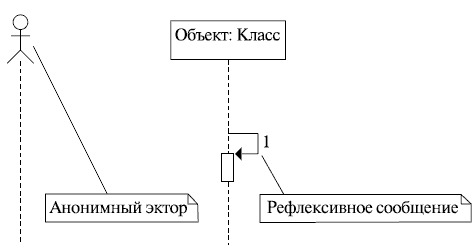 Объект: Класс
1
Анонимный эктор
Рефлексивное сообщение